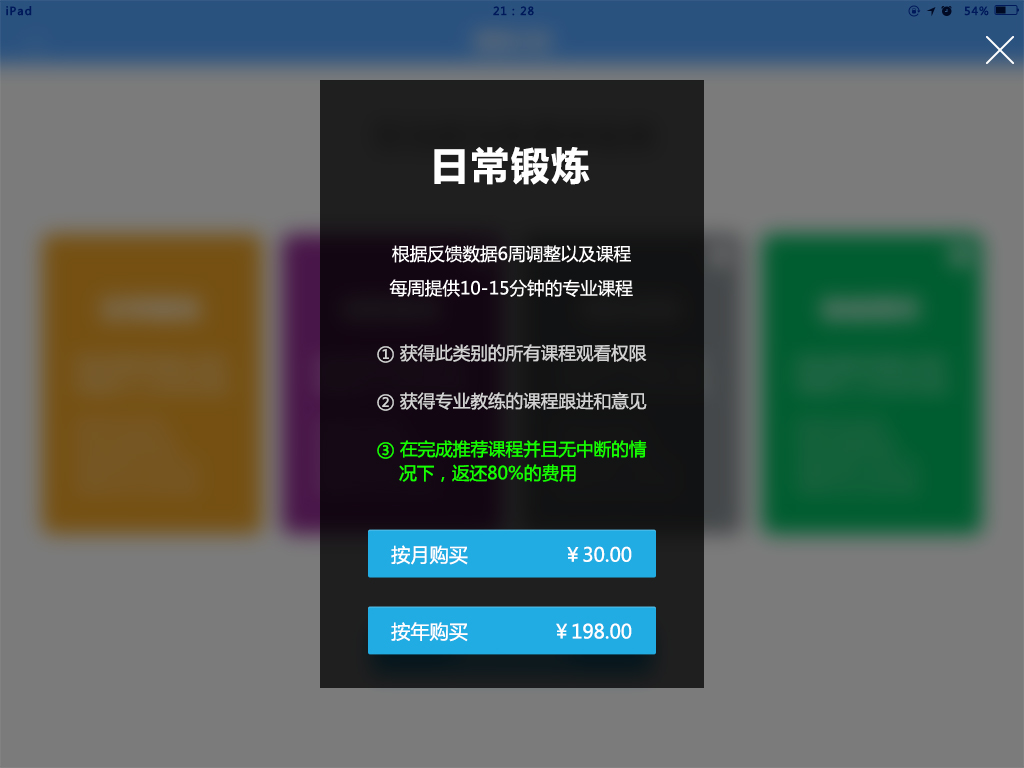 iPad
21：28
54%
日常锻炼
根据反馈数据6周调整以及课程
每周提供10-15分钟的专业课程
① 获得此类别的所有课程观看权限
② 获得专业教练的课程跟进和意见
③ 在完成推荐课程并且无中断的情
况下，返还80%的费用
按月购买 ¥ 30.00
按年购买 ¥ 198.00